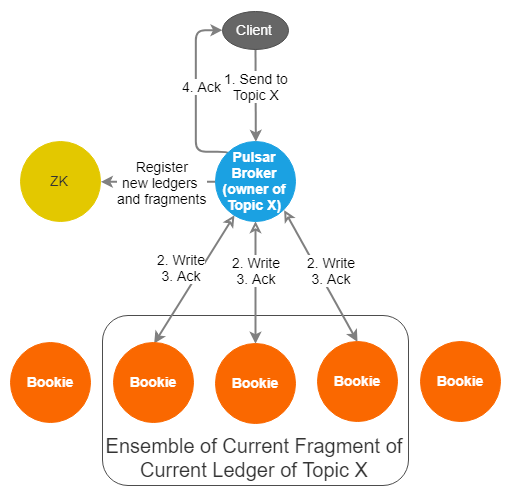 Client
4. Ack
1. Send to
Topic X
Pulsar
Broker
(owner of
Topic X)
ZK
Register
new ledgers
and fragments
2. Write
3. Ack
2. Write
3. Ack
2. Write
3. Ack
Bookie
Bookie
Bookie
Bookie
Bookie
Ensemble of Current Fragment of
Current Ledger of Topic X